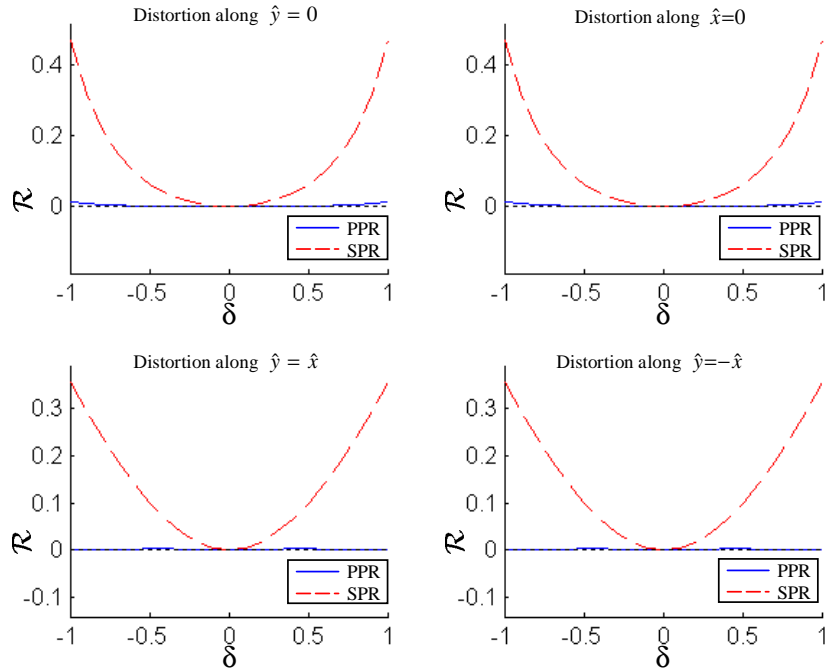 Distortion along ŷ = 0
0.4
0.2
0
ℛ
PPR
SPR
-1 -0.5 0 0.5 1
δ
Distortion along x̂=0
0.4
0.2
0
ℛ
PPR
SPR
-1 -0.5 0 0.5 1
δ
Distortion along ŷ = x̂
0.3
0.2
0.1
0
-0.1
ℛ
PPR
SPR
-1 -0.5 0 0.5 1
δ
Distortion along ŷ=−x̂
0.3
0.2
0.1
0
-0.1
ℛ
PPR
SPR
-1 -0.5 0 0.5 1
δ